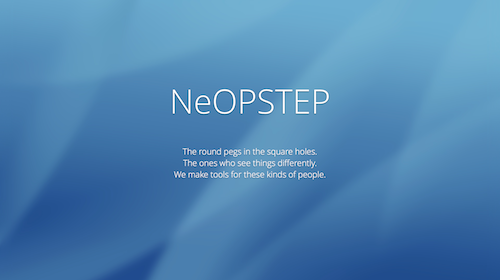 NeOPSTEP
The round pegs in the square holes.
The ones who see things differently.
We make tools for these kinds of people.